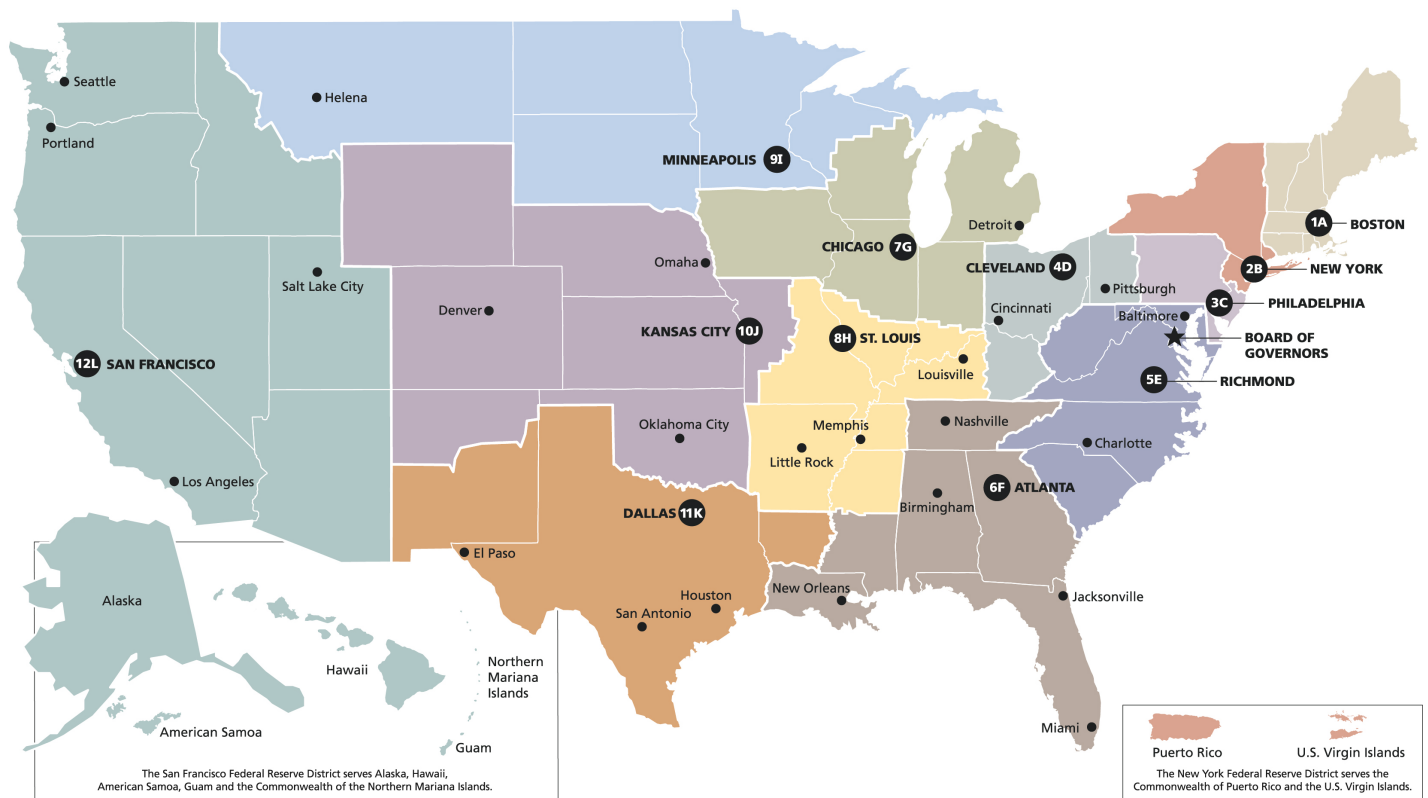 Seattle
Helena
Portland
MINNEAPOLIS 9I
Detroit
1A BOSTON
CHICAGO 7G
CLEVELAND 4D
Omaha
2B NEW YORK
Salt Lake City
Pittsburgh
Denver
Cincinnati
3C PHILADELPHIA
Baltimore
KANSAS CITY 10J
8H ST. LOUIS
BOARD OF
GOVERNORS
12L SAN FRANCISCO
Louisville
5E RICHMOND
Oklahoma City
Memphis
Nashville
Charlotte
Little Rock
Los Angeles
6F ATLANTA
Birmingham
DALLAS 11K
El Paso
New Orleans
Houston
Jacksonville
San Antonio
Alaska
Hawaii
Northern
Mariana
Islands
American Samoa
Guam
Miami
Puerto Rico
U.S. Virgin Islands
The San Francisco Federal Reserve District serves Alaska, Hawaii,
American Samoa, Guam and the Commonwealth of the Northern Mariana Islands.
The New York Federal Reserve District serves the
Commonwealth of Puerto Rico and the U.S. Virgin Islands.